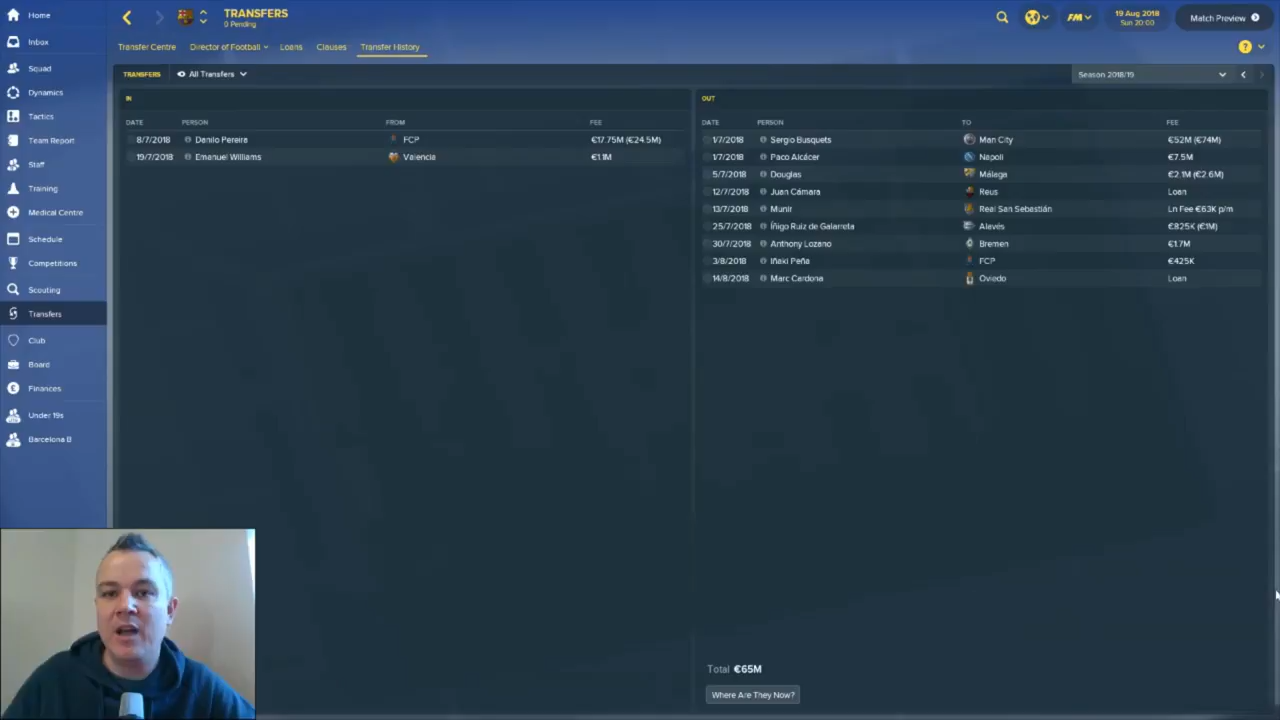 Home
Inbox
Squad
Dynamics
Tactics
Team Report
Staff
Training
Medical Centre
Schedule
Competitions
Scouting
Transfers
Club
Board
Finances
Under 19s
Barcelona B
TRANSFERS
0 Pending
FM
19 Aug 2018
Sun 20:00
Match Preview
Transfer Centre Director of Football Loans Clauses Transfer History
?
TRANSFERS All Transfers Season 2018/19
IN
DATE PERSON FROM FEE
8/7/2018 Danilo Pereira FCP €17.75M (€24.5M)
19/7/2018 Emanuel Williams Valencia €1.1M
OUT
DATE PERSON TO FEE
1/7/2018 Sergio Busquets Man City €52M (€74M)
1/7/2018 Paco Alcácer Napoli €7.5M
5/7/2018 Douglas Málaga €2.1M (€2.6M)
12/7/2018 Juan Cámara Reus Loan
13/7/2018 Munir Real San Sebastián Ln Fee €63K p/m
25/7/2018 Íñigo Ruiz de Galarreta Alavés €825K (€1M)
30/7/2018 Anthony Lozano Bremen €1.7M
3/8/2018 Iñaki Peña FCP €425K
14/8/2018 Marc Cardona Oviedo Loan
Total €65M
Where Are They Now?